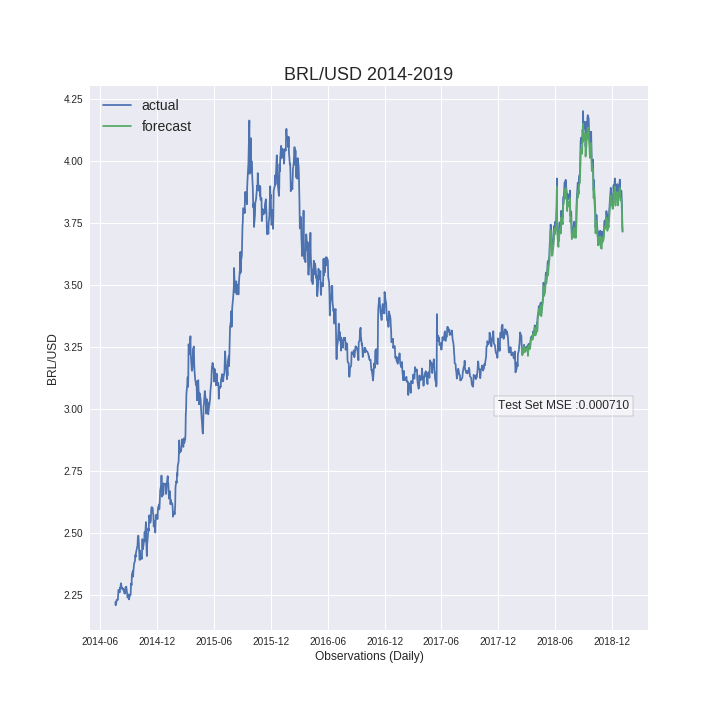 BRL/USD 2014-2019
actual
forecast
4.25
4.00
3.75
3.50
3.25
3.00
2.75
2.50
2.25
BRL/USD
Test Set MSE :0.000710
2014-06 2014-12 2015-06 2015-12 2016-06 2016-12 2017-06 2017-12 2018-06 2018-12
Observations (Daily)